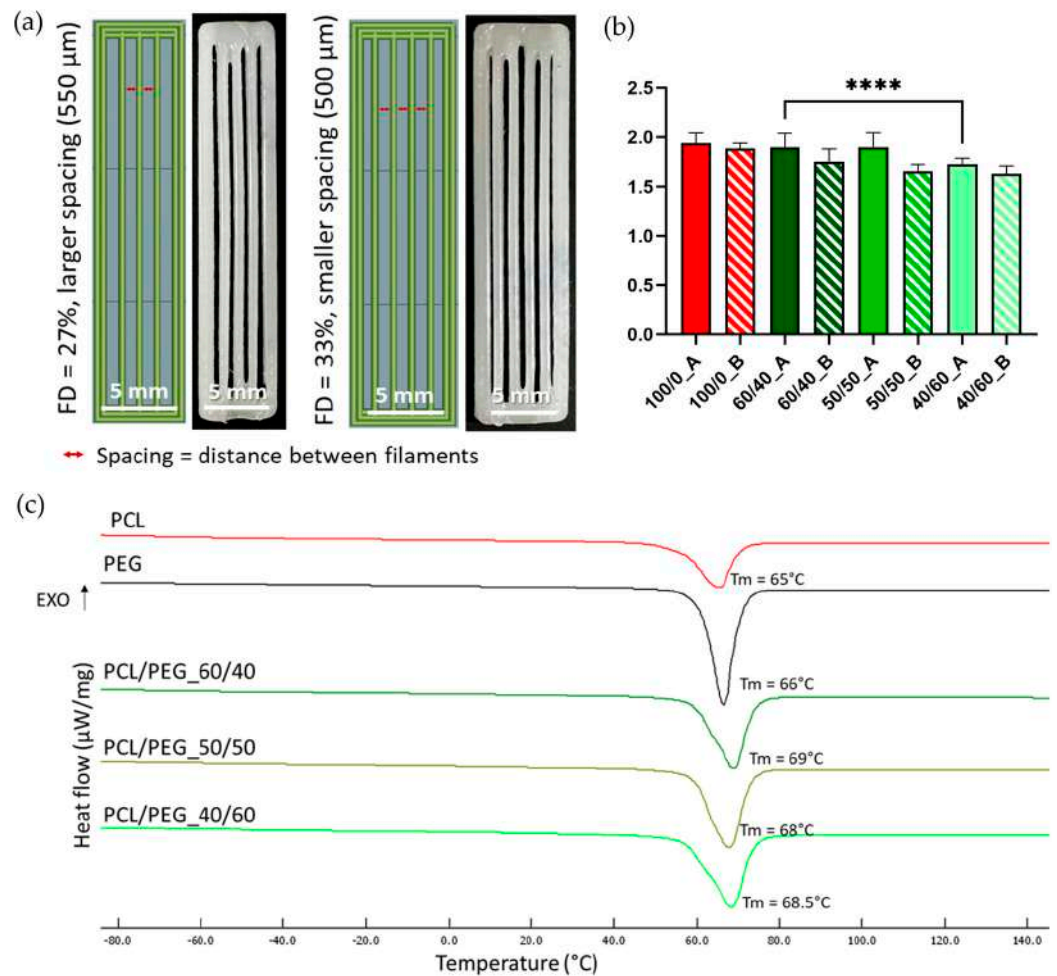 (a)
FD = 27%, larger spacing (550 µm)
5 mm
5 mm
FD = 33%, smaller spacing (500 µm)
5 mm
5 mm
↔ Spacing = distance between filaments
(b)
****
2.5
2.0
1.5
1.0
0.5
0.0
100/0_A
100/0_B
60/40_A
60/40_B
50/50_A
50/50_B
40/60_A
40/60_B
(c)
PCL
Tm = 65°C
PEG
EXO ↑
Tm = 66°C
PCL/PEG_60/40
Tm = 69°C
PCL/PEG_50/50
Tm = 68°C
PCL/PEG_40/60
Tm = 68.5°C
Heat flow (µW/mg)
-80.0 -60.0 -40.0 -20.0 0.0 20.0 40.0 60.0 80.0 100.0 120.0 140.0
Temperature (°C)